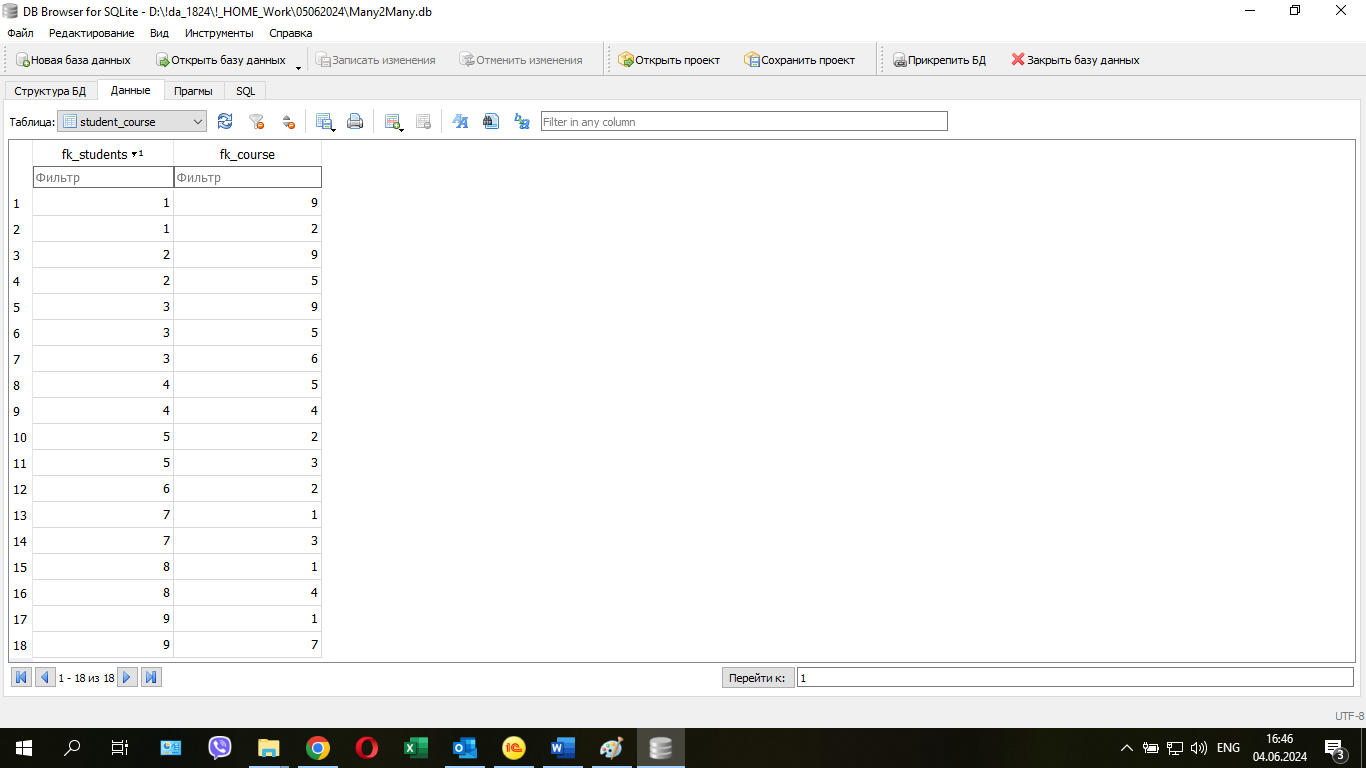 DB Browser for SQLite - D:\!da_1824\!_HOME_Work\05062024\Many2Many.db
Файл Редактирование Вид Инструменты Справка
Новая база данных Открыть базу данных Записать изменения Отменить изменения Открыть проект Сохранить проект Прикрепить БД Закрыть базу данных
Структура БД Данные Прагмы SQL
Таблица: student_course Filter in any column
fk_students 1 fk_course
Фильтр Фильтр
1 1 9
2 1 2
3 2 9
4 2 5
5 3 9
6 3 5
7 3 6
8 4 5
9 4 4
10 5 2
11 5 3
12 6 2
13 7 1
14 7 3
15 8 1
16 8 4
17 9 1
18 9 7
1 - 18 из 18 Перейти к: 1
UTF-8
16:46
ENG
04.06.2024
3